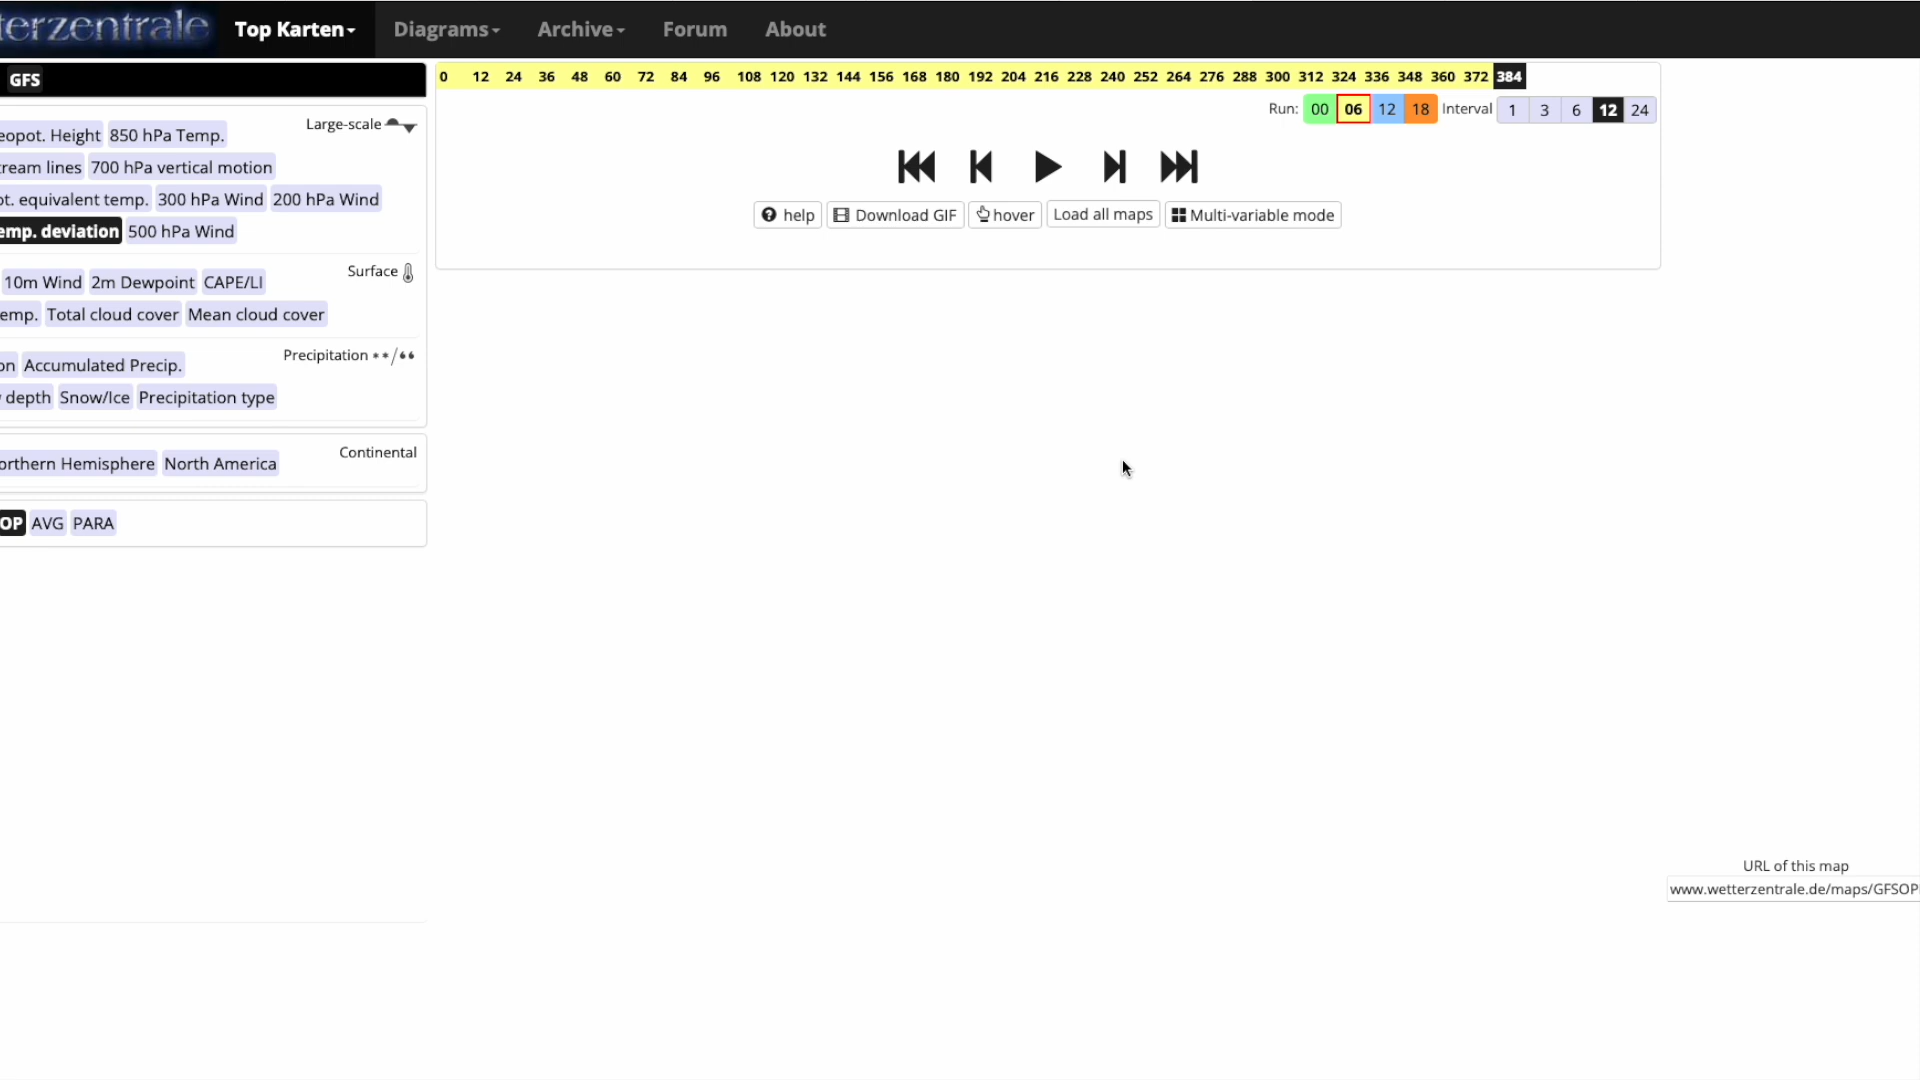 terzentrale Top Karten Diagrams Archive Forum About
GFS
0 12 24 36 48 60 72 84 96 108 120 132 144 156 168 180 192 204 216 228 240 252 264 276 288 300 312 324 336 348 360 372 384
Run: 00 06 12 18 Interval 1 3 6 12 24
help Download GIF hover Load all maps Multi-variable mode
Large-scale
eopot. Height 850 hPa Temp.
ream lines 700 hPa vertical motion
ot. equivalent temp. 300 hPa Wind 200 hPa Wind
emp. deviation 500 hPa Wind
Surface
10m Wind 2m Dewpoint CAPE/LI
emp. Total cloud cover Mean cloud cover
Precipitation **/
on Accumulated Precip.
depth Snow/Ice Precipitation type
Continental
orthern Hemisphere North America
OP AVG PARA
URL of this map
www.wetterzentrale.de/maps/GFSOP